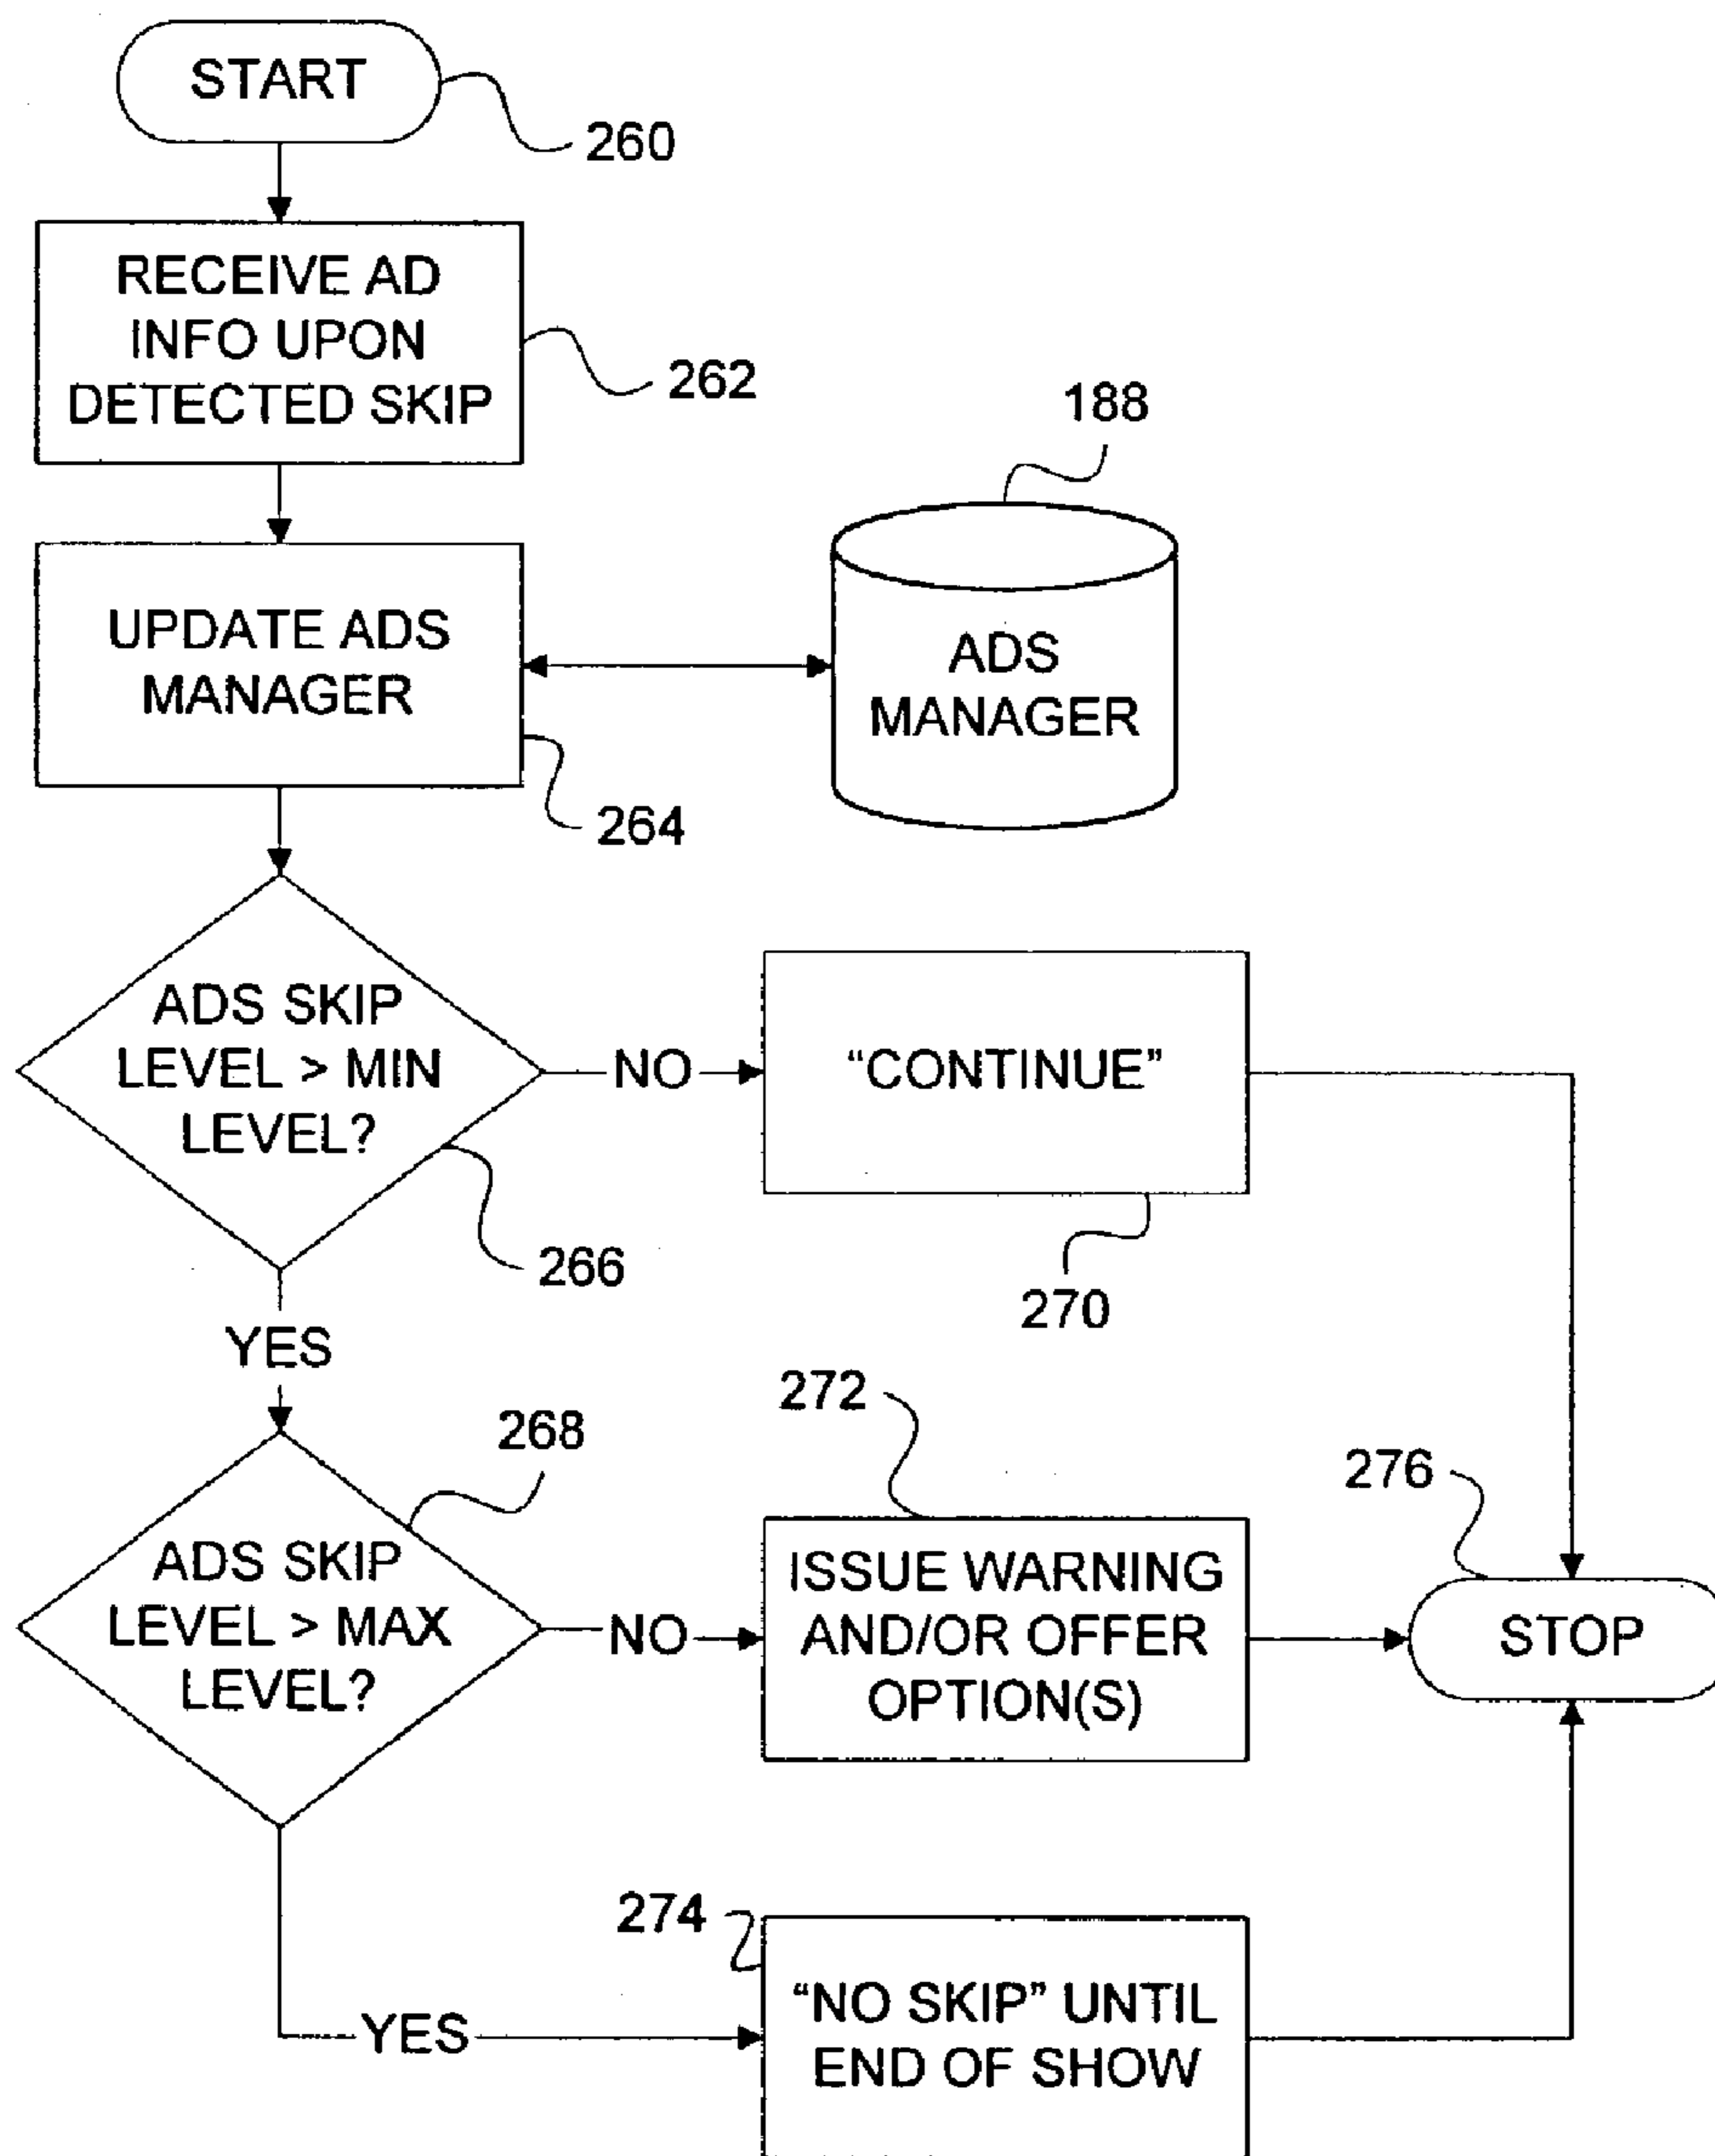 START
260
RECEIVE AD
INFO UPON
DETECTED SKIP
262
188
UPDATE ADS
MANAGER
264
ADS
MANAGER
ADS SKIP
LEVEL > MIN
LEVEL?
266
NO
“CONTINUE”
270
YES
268
ADS SKIP
LEVEL > MAX
LEVEL?
NO
272
ISSUE WARNING
AND/OR OFFER
OPTION(S)
276
STOP
YES
274
“NO SKIP” UNTIL
END OF SHOW